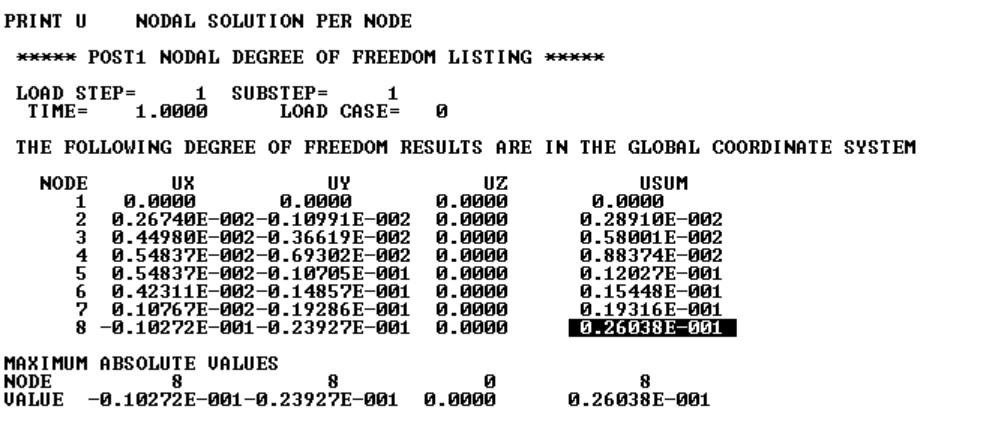 PRINT U NODAL SOLUTION PER NODE
***** POST1 NODAL DEGREE OF FREEDOM LISTING *****
LOAD STEP= 1 SUBSTEP= 1
TIME= 1.0000 LOAD CASE= 0
THE FOLLOWING DEGREE OF FREEDOM RESULTS ARE IN THE GLOBAL COORDINATE SYSTEM
NODE UX UY UZ USUM
1 0.0000 0.0000 0.0000 0.0000
2 0.26740E-002-0.10991E-002 0.0000 0.28910E-002
3 0.44980E-002-0.36619E-002 0.0000 0.58001E-002
4 0.54837E-002-0.69302E-002 0.0000 0.88374E-002
5 0.54837E-002-0.10705E-001 0.0000 0.12027E-001
6 0.42311E-002-0.14857E-001 0.0000 0.15448E-001
7 0.10767E-002-0.19286E-001 0.0000 0.19316E-001
8 -0.10272E-001-0.23927E-001 0.0000 0.26038E-001
MAXIMUM ABSOLUTE VALUES
NODE 8 8 0 8
VALUE -0.10272E-001-0.23927E-001 0.0000 0.26038E-001